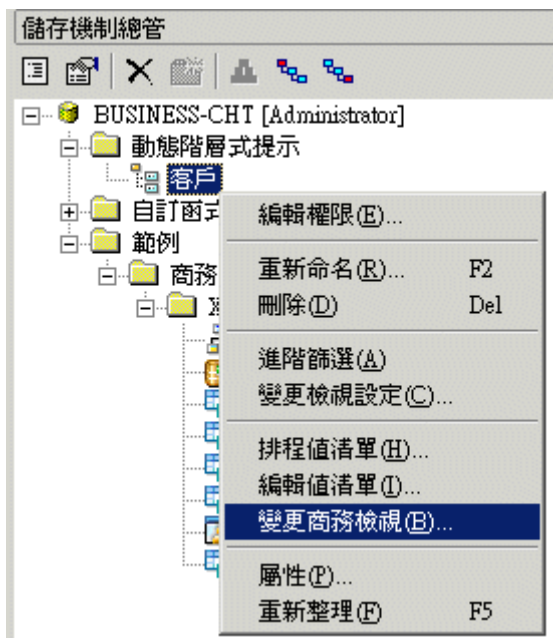 儲存機制總管
BUSINESS-CHT [Administrator]
動態階層式提示
客戶
自訂函式
範例
商務
編輯權限(E)...
重新命名(R)... F2
刪除(D) Del
進階篩選(A)
變更檢視設定(C)...
排程值清單(H)...
編輯值清單(I)...
變更商務檢視(B)...
屬性(P)...
重新整理(F) F5